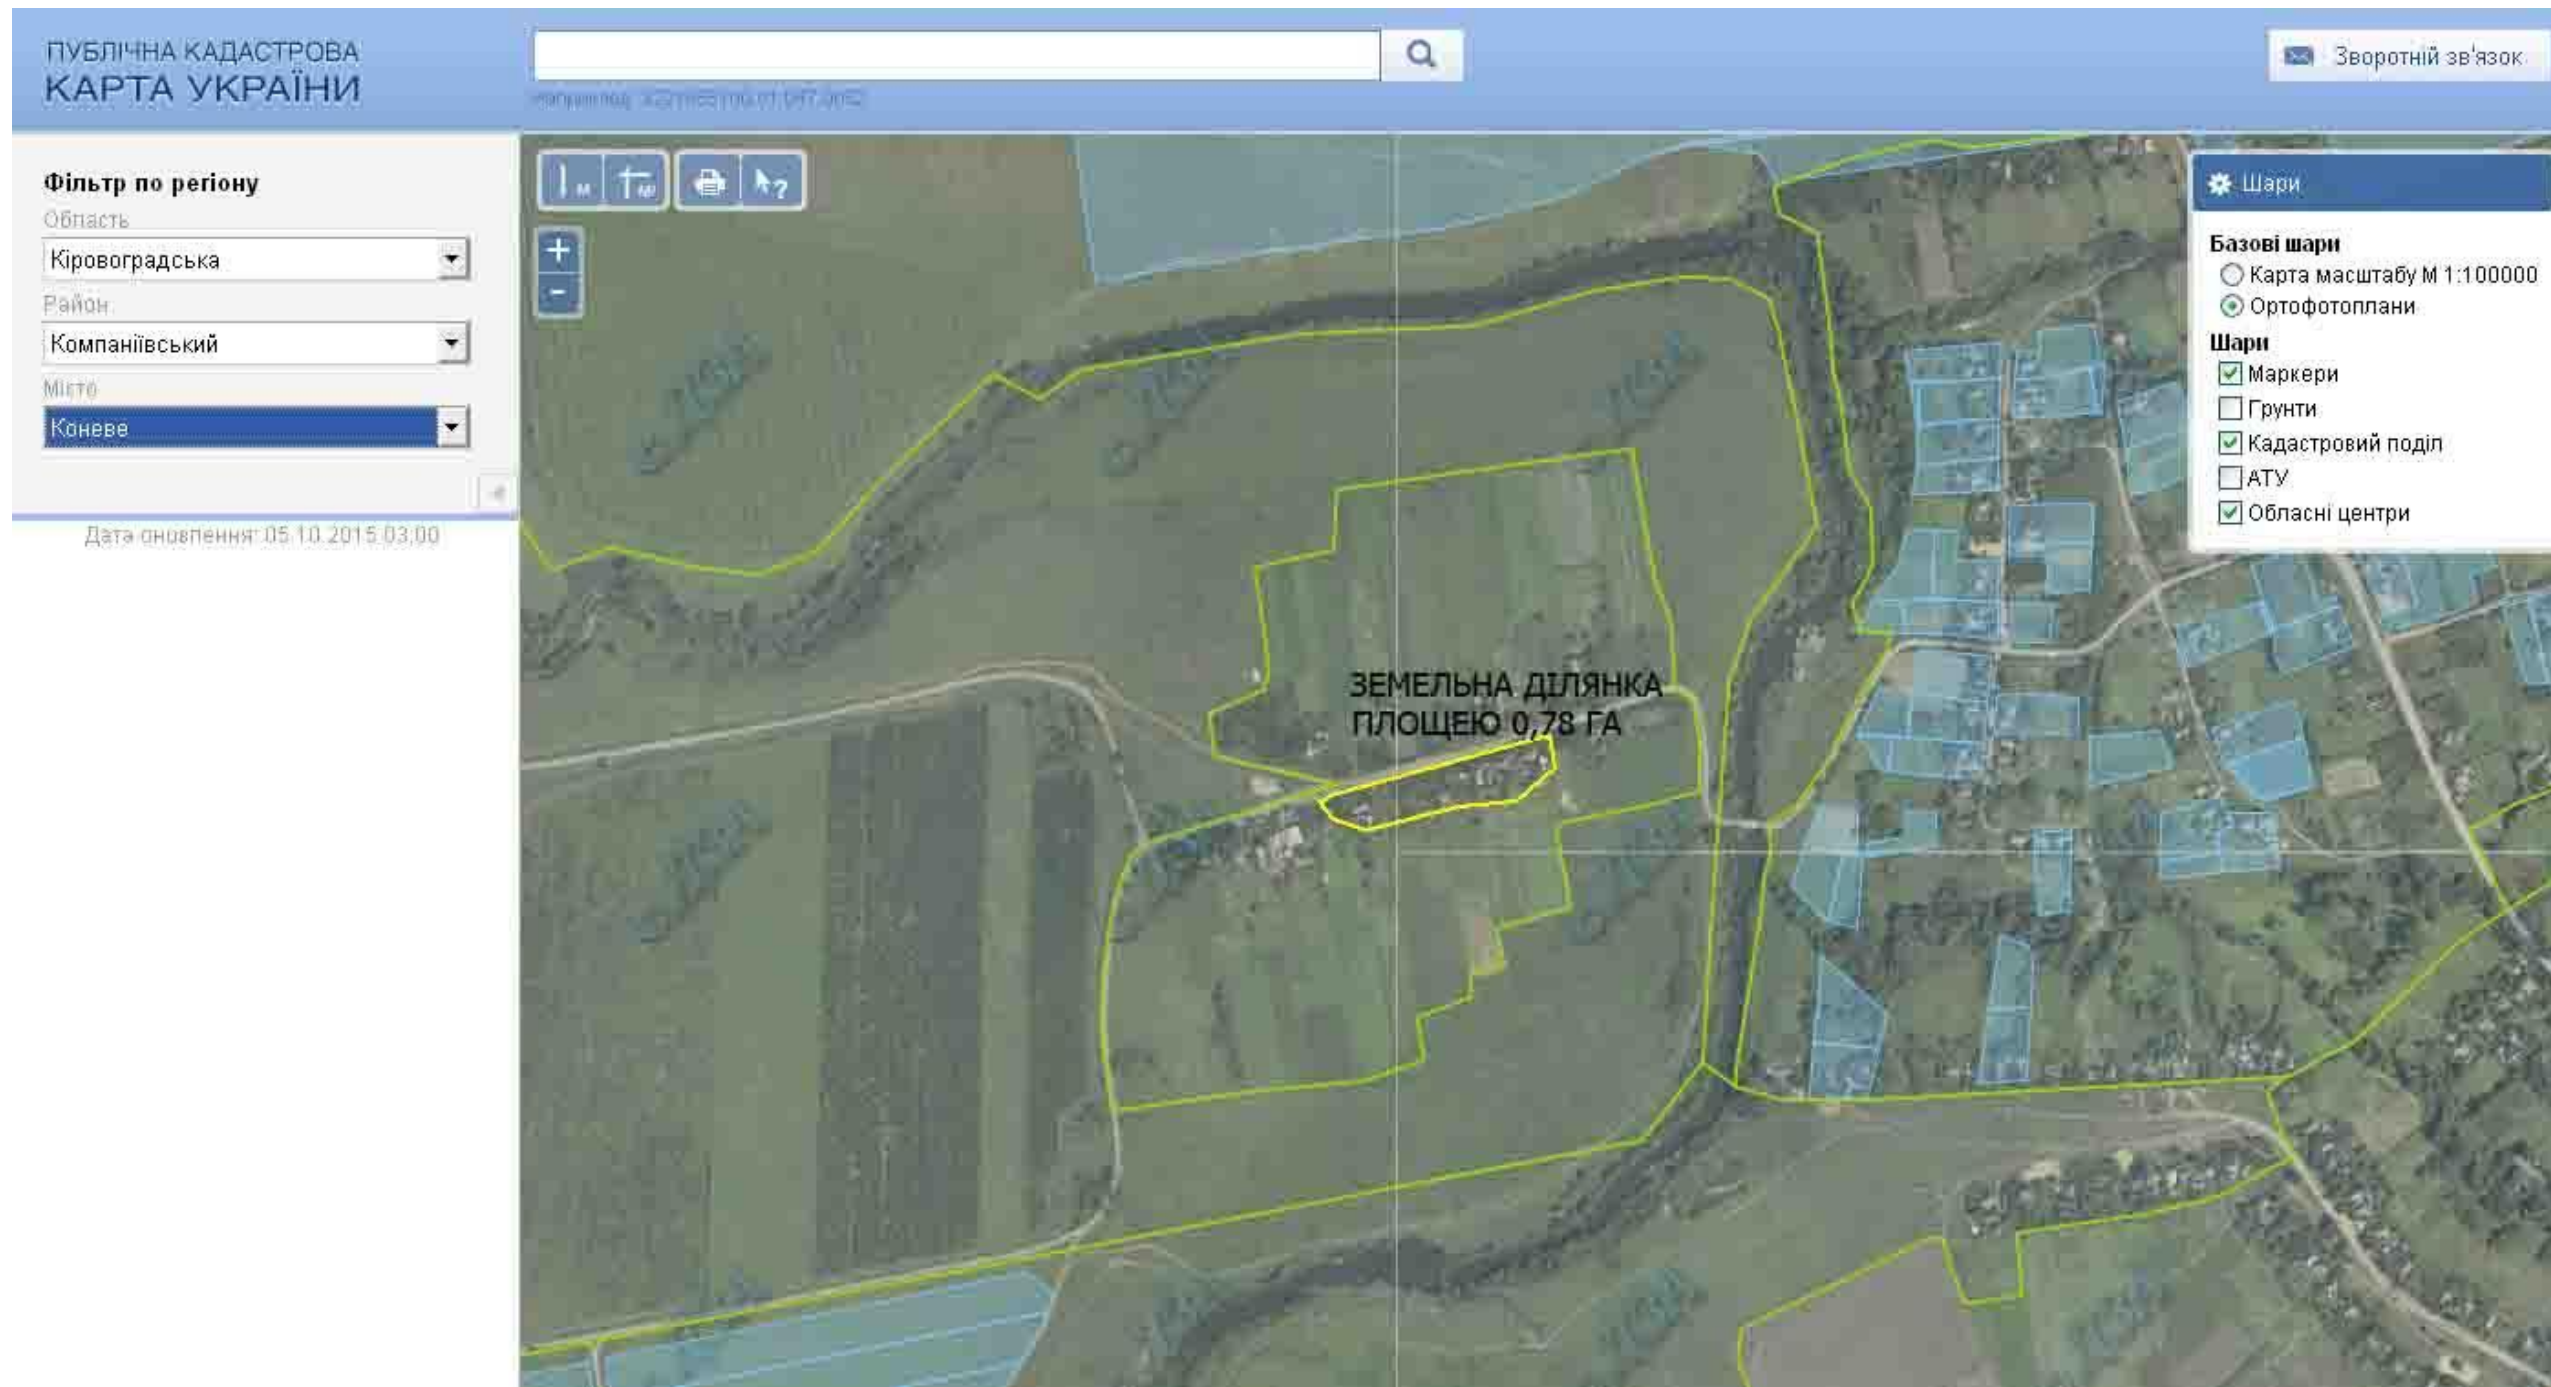 ПУБЛІЧНА КАДАСТРОВА
КАРТА УКРАЇНИ
Зворотній зв'язок
Фільтр по регіону
Область
Кіровоградська
Район
Компаніївський
Місто
Коневе
Дата оновлення: 05.10.2015 03:00
Шари
Базові шари
Карта масштабу М 1:100000
Ортофотоплани
Шари
Маркери
Грунти
Кадастровий поділ
АТУ
Обласні центри
ЗЕМЕЛЬНА ДІЛЯНКА
ПЛОЩЕЮ 0,78 ГА